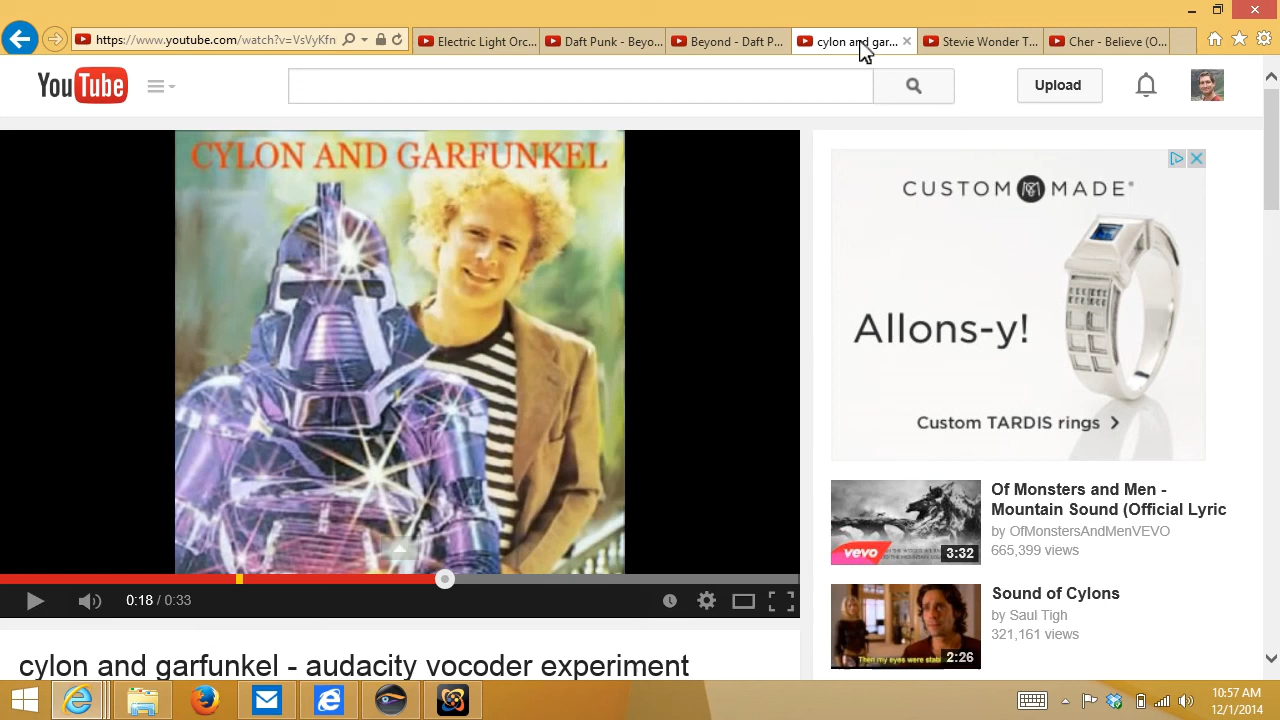 https://www.youtube.com/watch?v=VsVyKfn
Electric Light Orc...
Daft Punk - Beyo...
Beyond - Daft P...
cylon and gar...
Stevie Wonder T...
Cher - Believe (O...
YouTube
Upload
CYLON AND GARFUNKEL
CUSTOM MADE
Allons-y!
Custom TARDIS rings >
Of Monsters and Men -
Mountain Sound (Official Lyric
by OfMonstersAndMenVEVO
665,399 views
vevo
3:32
Sound of Cylons
by Saul Tigh
321,161 views
2:26
0:18 / 0:33
cylon and garfunkel - audacity vocoder experiment
10:57 AM
12/1/2014